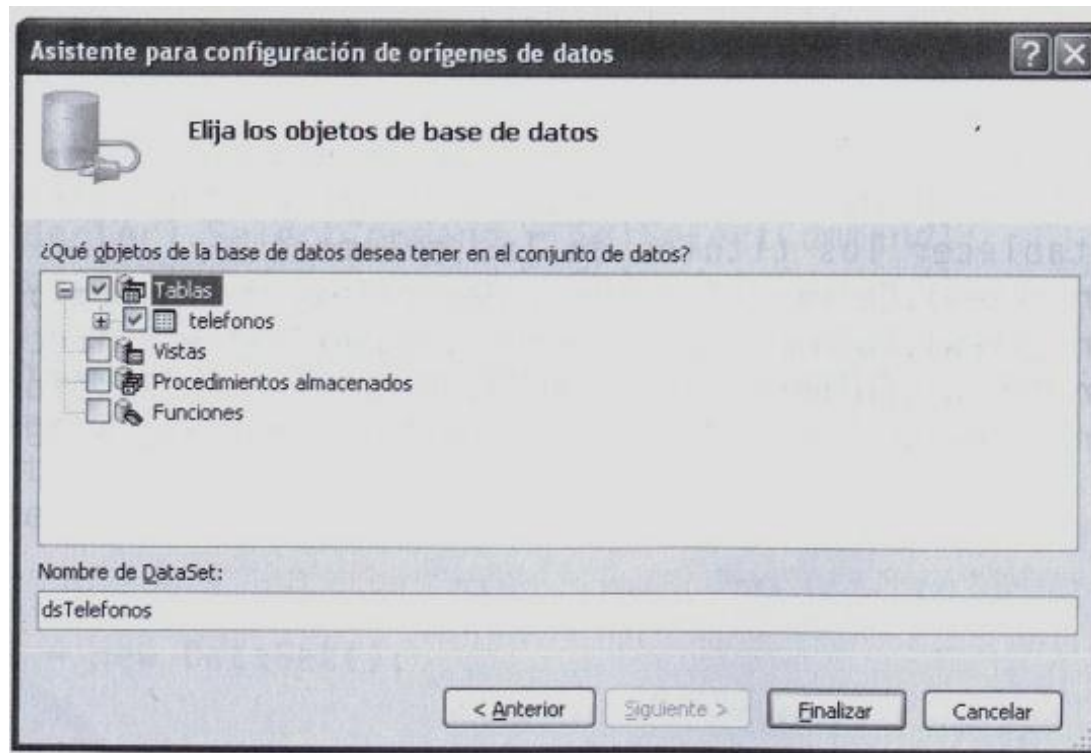 Asistente para configuración de orígenes de datos
Elija los objetos de base de datos
¿Qué objetos de la base de datos desea tener en el conjunto de datos?
Tablas
telefonos
Vistas
Procedimientos almacenados
Funciones
Nombre de DataSet:
dsTelefonos
< Anterior Siguiente > Finalizar Cancelar